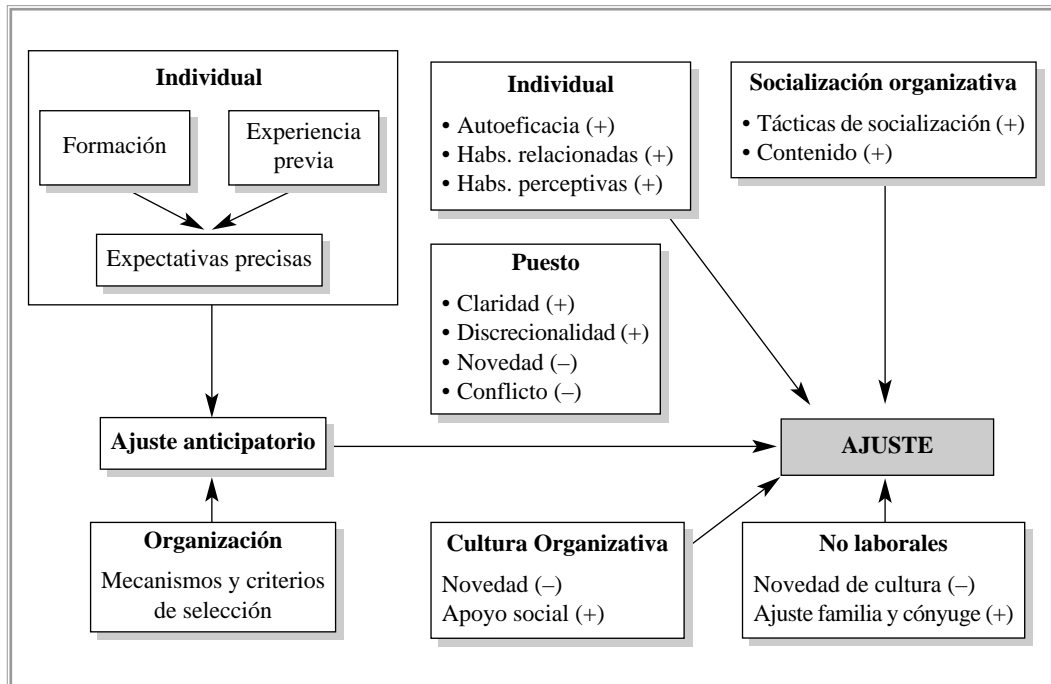 Individual
Formación
Experiencia
previa
Expectativas precisas
Individual
• Autoeficacia (+)
• Habs. relacionadas (+)
• Habs. perceptivas (+)
Socialización organizativa
• Tácticas de socialización (+)
• Contenido (+)
Puesto
• Claridad (+)
• Discrecionalidad (+)
• Novedad (–)
• Conflicto (–)
Ajuste anticipatorio
AJUSTE
Organización
Mecanismos y criterios
de selección
Cultura Organizativa
Novedad (–)
Apoyo social (+)
No laborales
Novedad de cultura (–)
Ajuste familia y cónyuge (+)